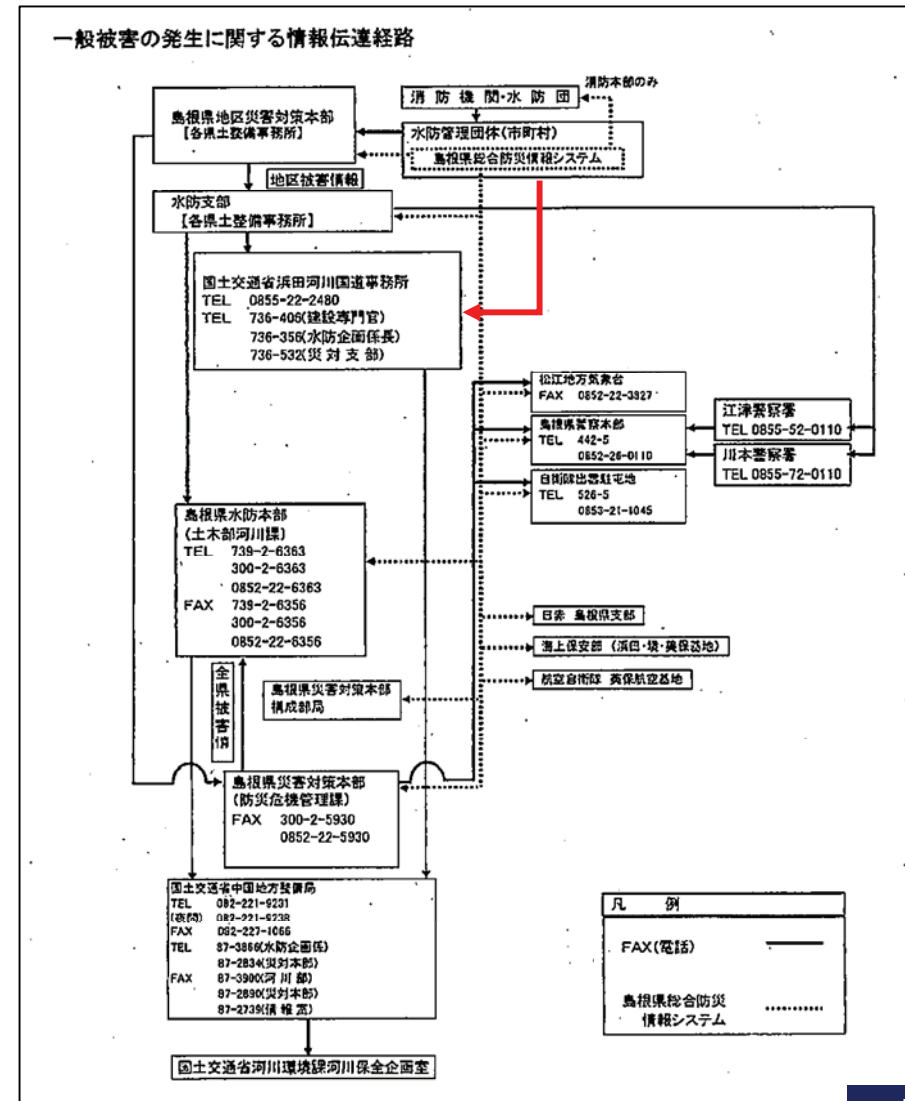 一般被害の発生に関する情報伝達経路
消防本部のみ
消防機関・水防団
島根県地区災害対策本部
【各県土整備事務所】
水防管理団体(市町村)
島根県総合防災情報システム
地区被害情報
水防支部
【各県土整備事務所】
国土交通省浜田河川国道事務所
TEL 0855-22-2480
TEL 736-406(建設専門官)
736-356(水防企画係長)
736-532(災対支部)
松江地方気象台
FAX 0852-22-3827
島根県警察本部
TEL 442-5
0852-26-0110
江津警察署
TEL 0855-52-0110
川本警察署
TEL 0855-72-0110
自衛隊出雲駐屯地
TEL 526-5
0853-21-1045
島根県水防本部
(土木部河川課)
TEL 739-2-6363
300-2-6363
0852-22-6363
FAX 739-2-6356
300-2-6356
0852-22-6356
日赤 島根県支部
海上保安部 (浜田・境・美保基地)
航空自衛隊 美保航空基地
全県被害情
島根県災害対策本部
構成部局
島根県災害対策本部
(防災危機管理課)
FAX 300-2-5930
0852-22-5930
国土交通省中国地方整備局
TEL 082-221-9231
(夜間) 082-221-9238
FAX 082-227-1066
TEL 87-3866(水防企画係)
87-2834(災対本部)
FAX 87-3900(河川部)
87-2890(災対本部)
87-2739(情報室)
国土交通省河川環境課河川保全企画室
凡 例
FAX(電話)
島根県総合防災
情報システム